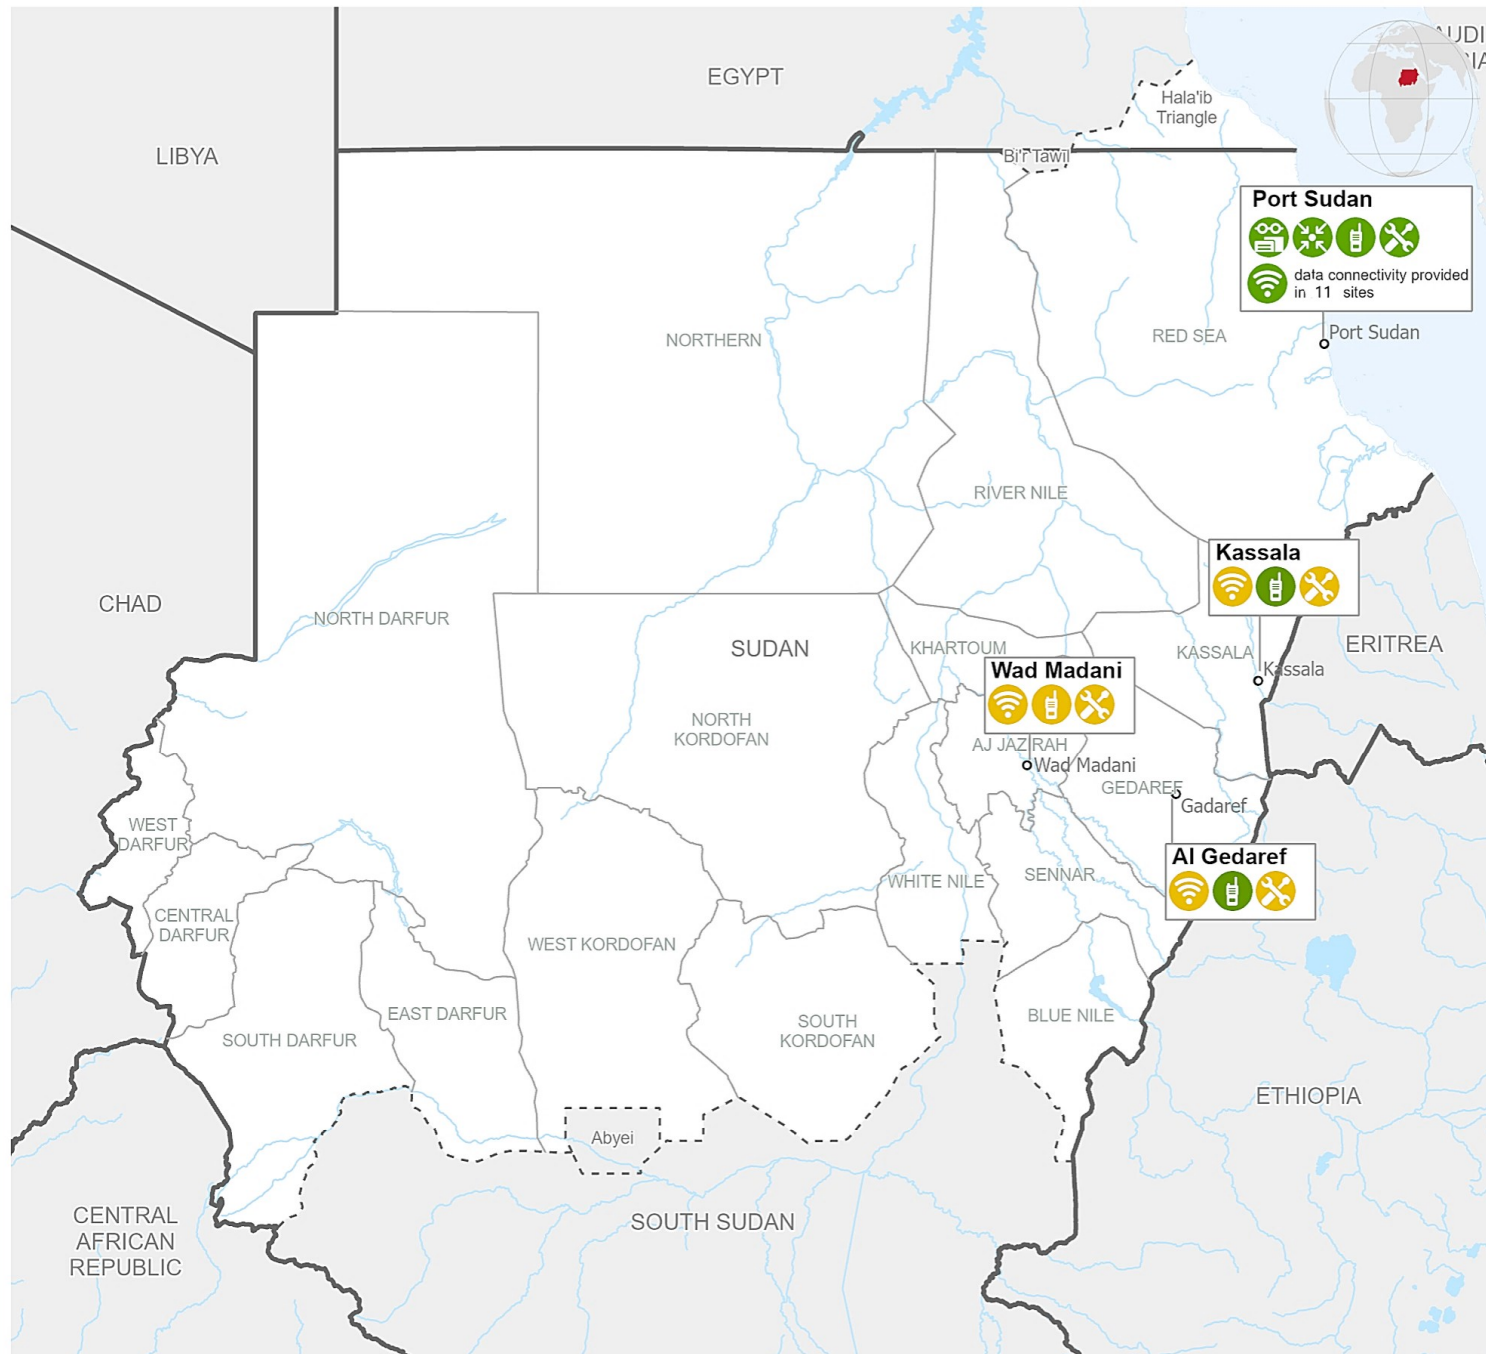 EGYPT
Hala'ib
Triangle
LIBYA
Bi'r Tawil
Port Sudan
data connectivity provided
in 11 sites
NORTHERN
RED SEA
Port Sudan
RIVER NILE
Kassala
CHAD
NORTH DARFUR
SUDAN
KHARTOUM
KASSALA
ERITREA
Kassala
Wad Madani
NORTH
KORDOFAN
AJ JAZIRAH
Wad Madani
GEDAREF
Gadaref
WEST
DARFUR
Al Gedaref
WHITE NILE
SENNAR
CENTRAL
DARFUR
WEST KORDOFAN
EAST DARFUR
BLUE NILE
SOUTH
KORDOFAN
SOUTH DARFUR
ETHIOPIA
Abyei
CENTRAL
AFRICAN
REPUBLIC
SOUTH SUDAN